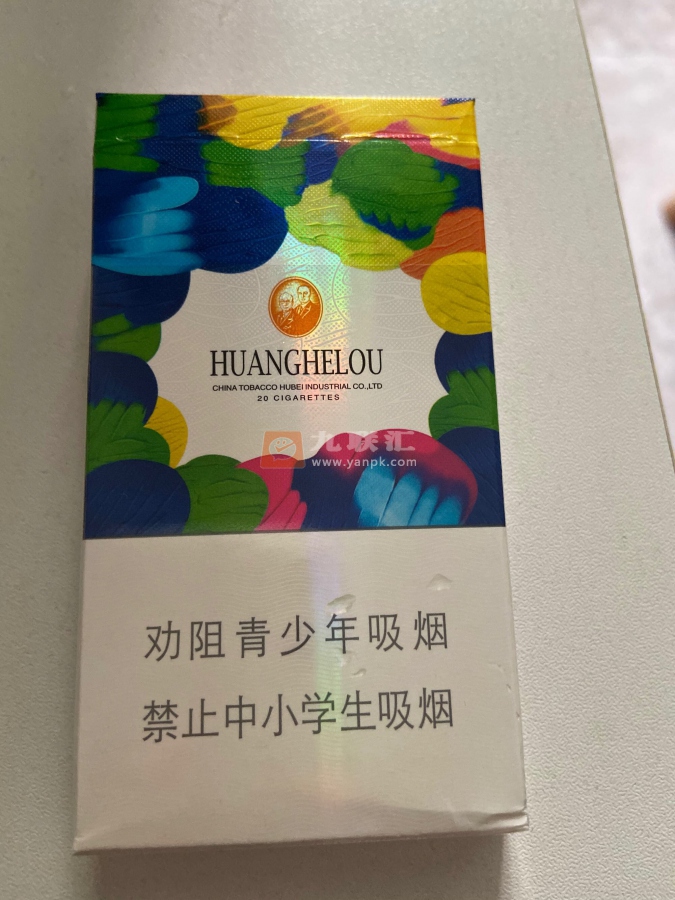 HUANGHELOU
CHINA TOBACCO HUBEI INDUSTRIAL CO.,LTD
20 CIGARETTES
九联汇
www.yanpk.com
劝阻青少年吸烟
禁止中小学生吸烟